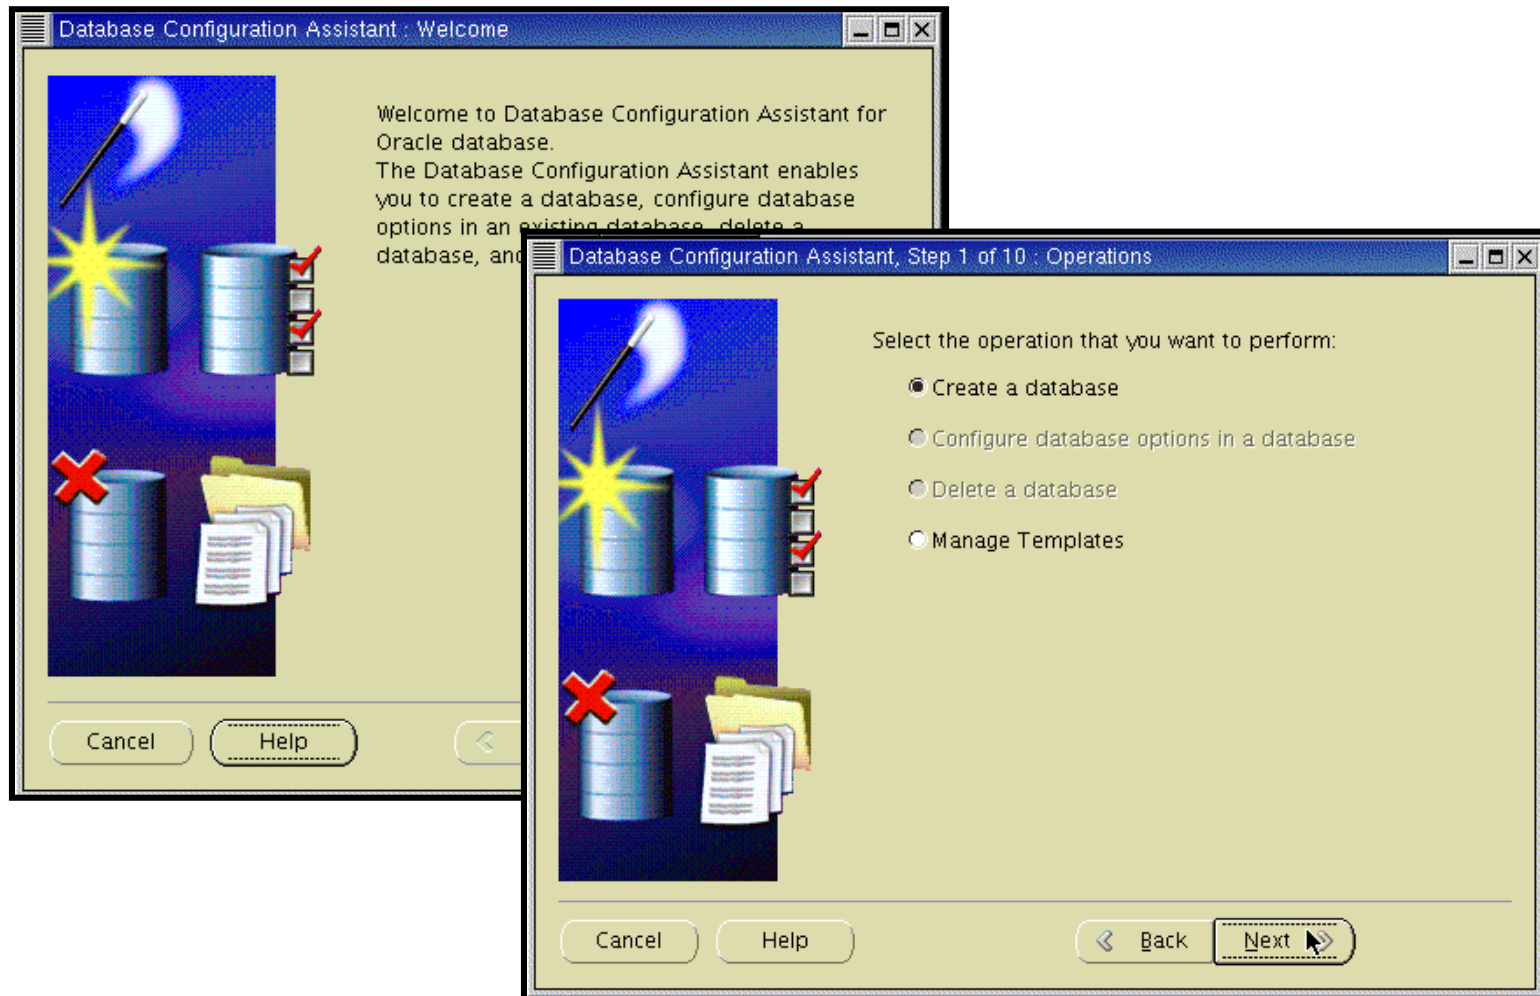 Database Configuration Assistant : Welcome
Welcome to Database Configuration Assistant for
Oracle database.
The Database Configuration Assistant enables
you to create a database, configure database
options in an existing database, delete a
database, and
Cancel
Help
Database Configuration Assistant, Step 1 of 10 : Operations
Select the operation that you want to perform:
Create a database
Configure database options in a database
Delete a database
Manage Templates
Cancel
Help
Back
Next